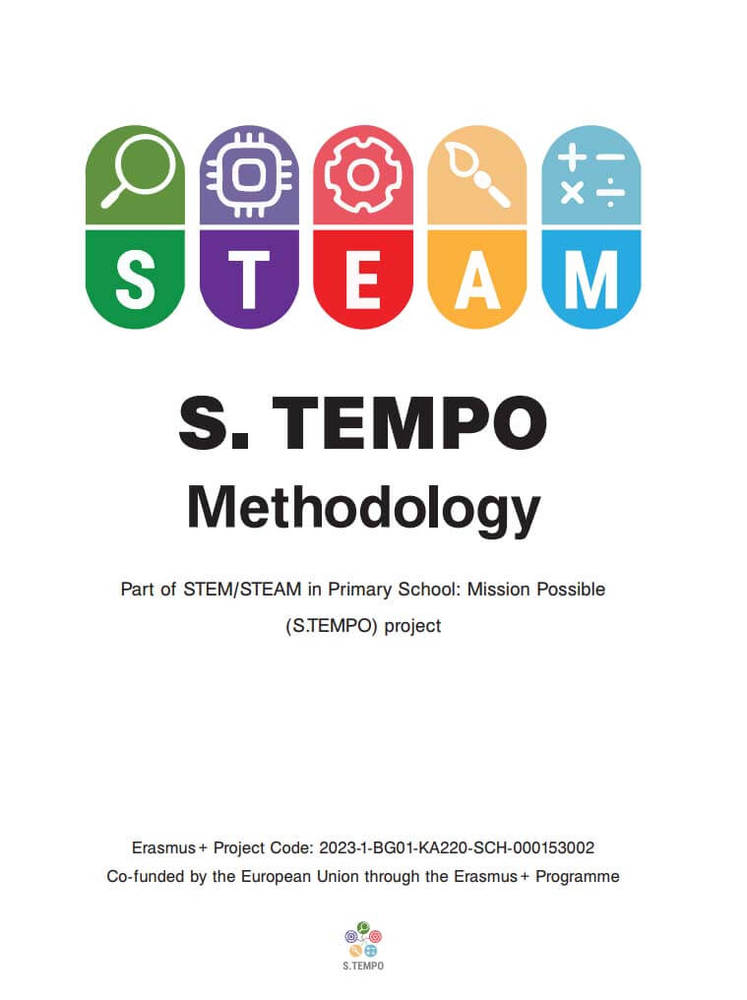 STEAM
S. TEMPO
Methodology
Part of STEM/STEAM in Primary School: Mission Possible
(S.TEMPO) project
Erasmus+ Project Code: 2023-1-BG01-KA220-SCH-000153002
Co-funded by the European Union through the Erasmus+ Programme
S.TEMPO